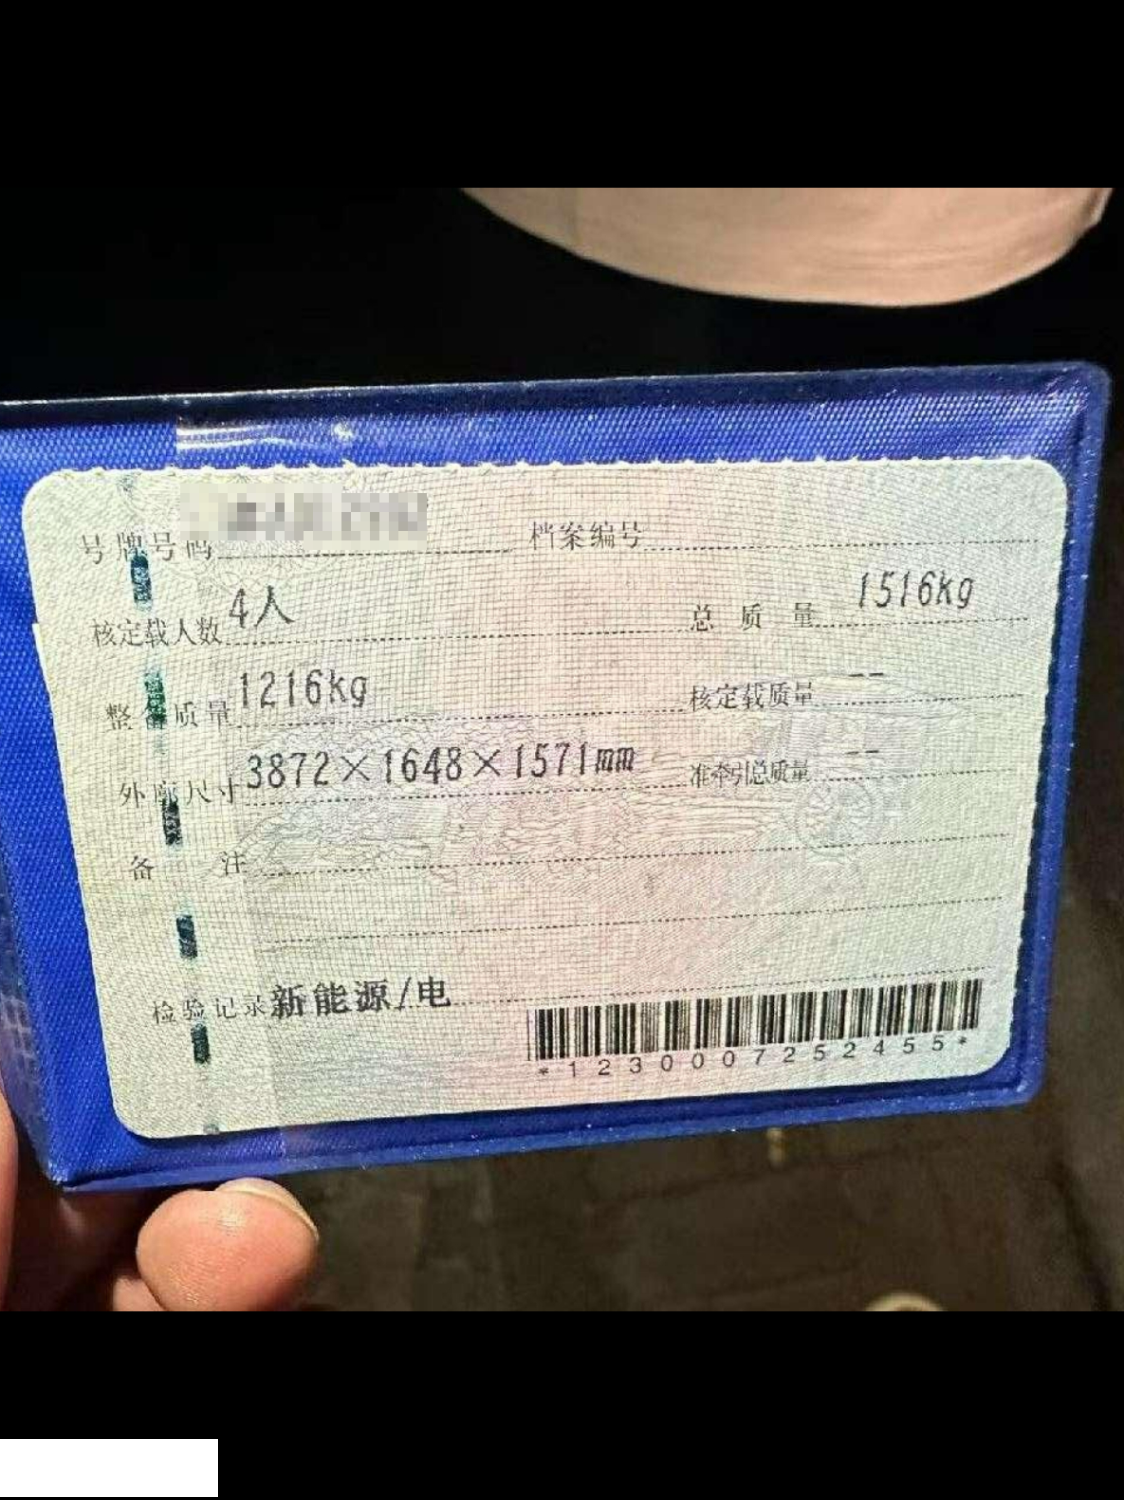 号牌号码 档案编号
核定载人数 4人 总质量 1516kg
整备质量 1216kg 核定载质量 --
外廓尺寸 3872×1648×1571mm 准牵引总质量 --
备注
检验记录 新能源/电
*1230007252455*